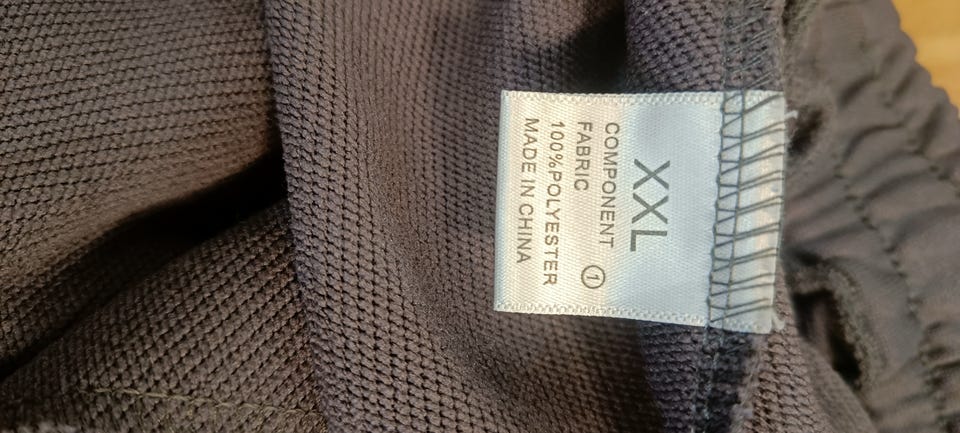 XXL
COMPONENT
FABRIC ①
100%POLYESTER
MADE IN CHINA